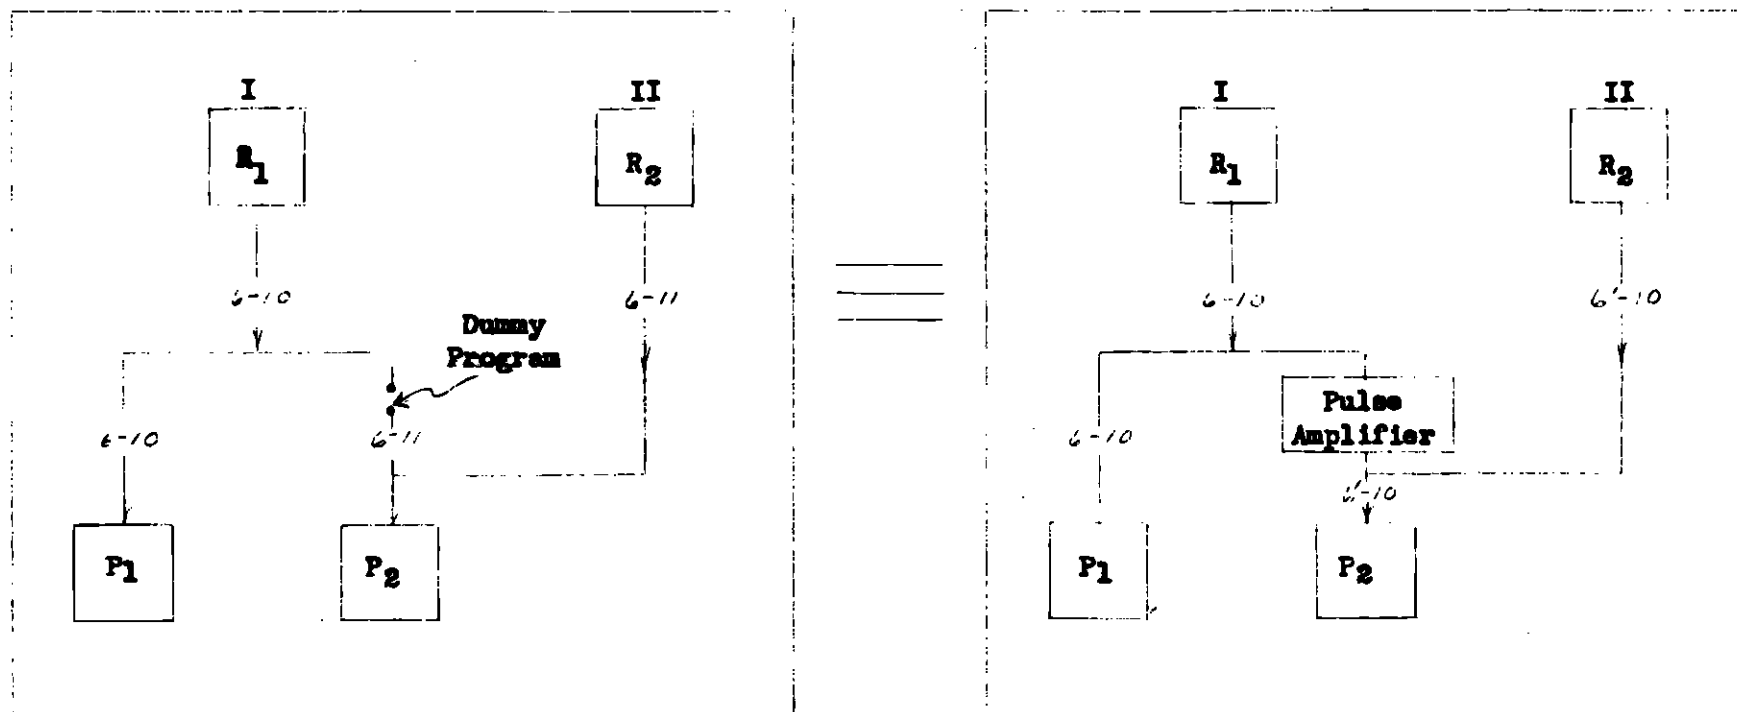 I
II
R1
R2
6-10
6-11
Dummy
Program
6-10
6-11
P1
P2
I
II
R1
R2
6-10
6'-10
Pulse
Amplifier
6-10
6'-10
P1
P2